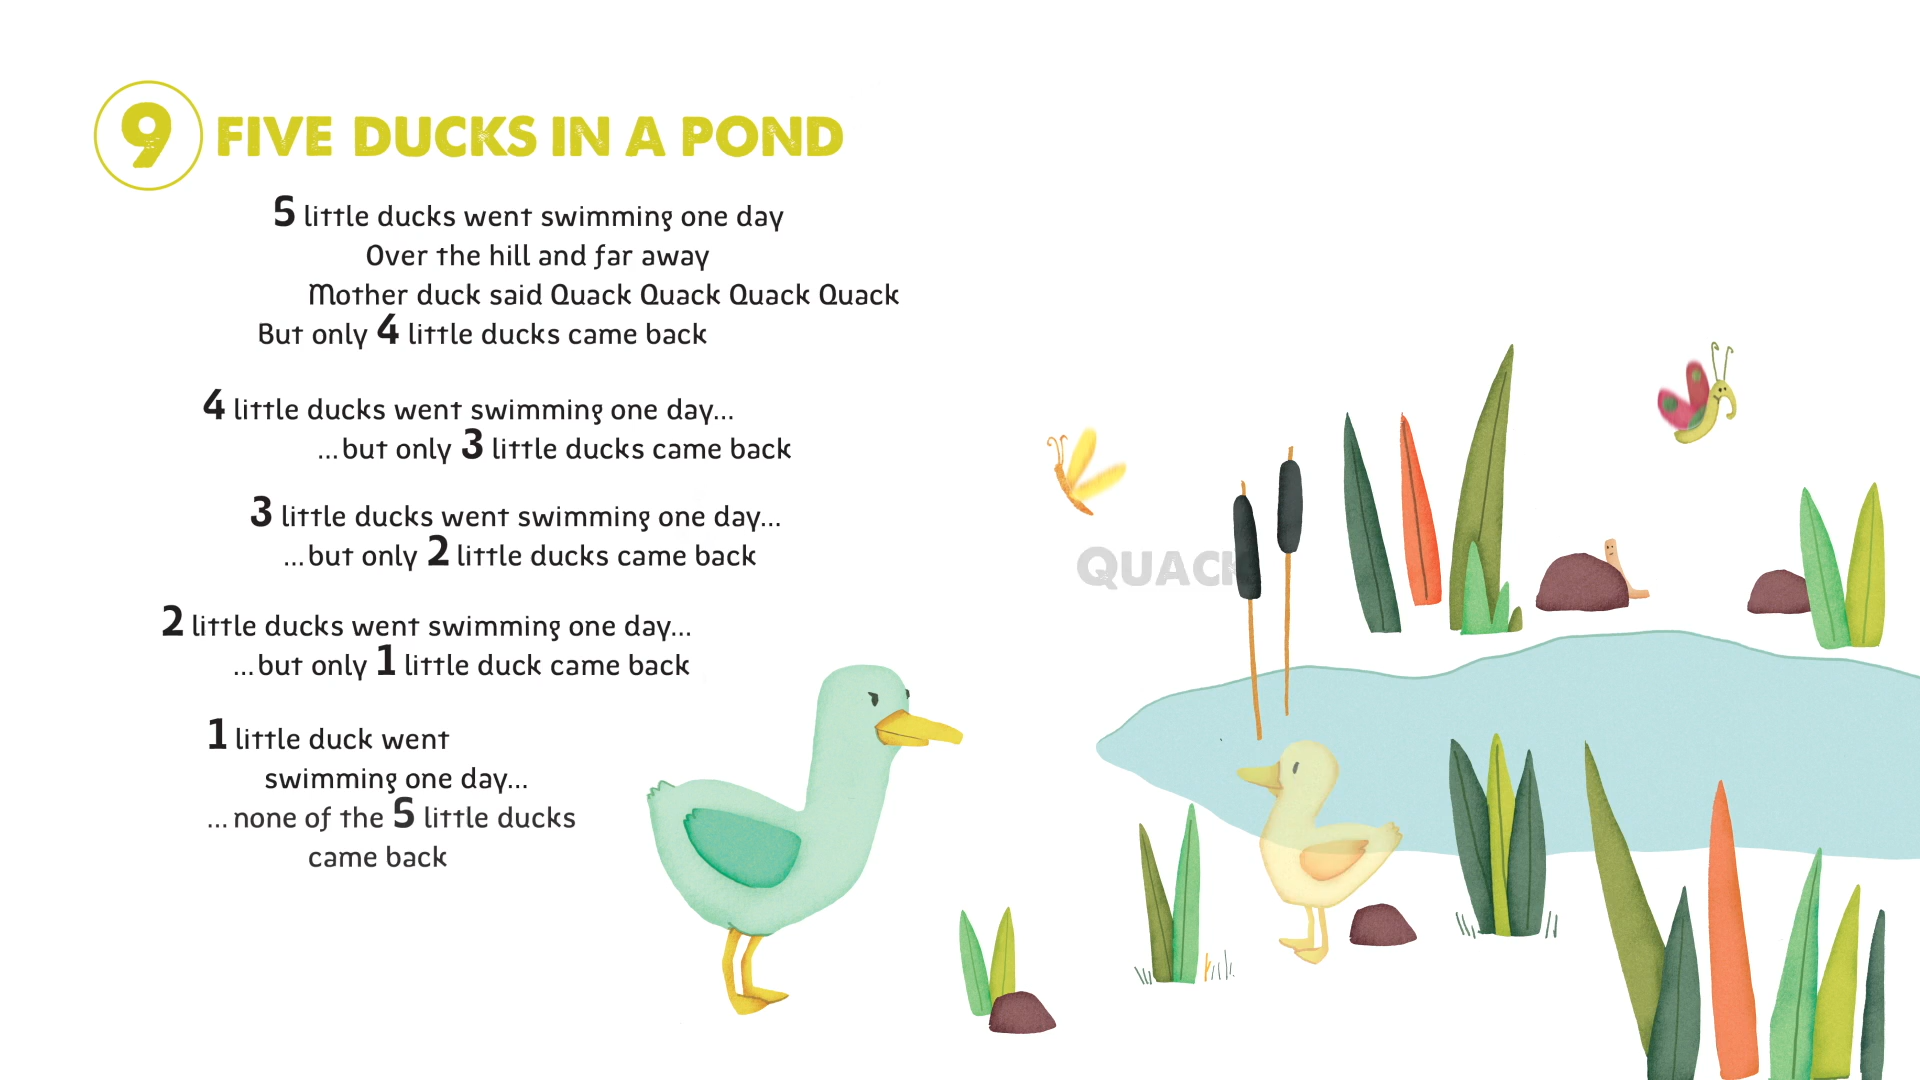 9 FIVE DUCKS IN A POND
5 little ducks went swimming one day
Over the hill and far away
Mother duck said Quack Quack Quack Quack
But only 4 little ducks came back
4 little ducks went swimming one day...
...but only 3 little ducks came back
3 little ducks went swimming one day...
...but only 2 little ducks came back
2 little ducks went swimming one day...
...but only 1 little duck came back
1 little duck went
swimming one day...
...none of the 5 little ducks
came back
QUACK